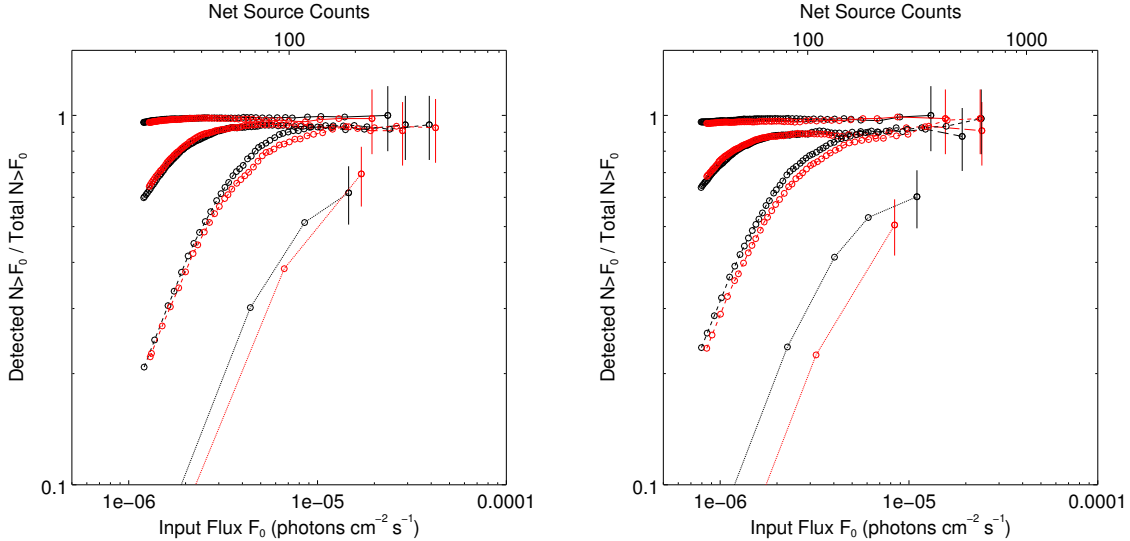 Net Source Counts
100
1
0.1
Detected N>F₀ / Total N>F₀
1e−06
1e−05
0.0001
Input Flux F₀ (photons cm⁻² s⁻¹)
Net Source Counts
100
1000
1
0.1
Detected N>F₀ / Total N>F₀
1e−06
1e−05
0.0001
Input Flux F₀ (photons cm⁻² s⁻¹)